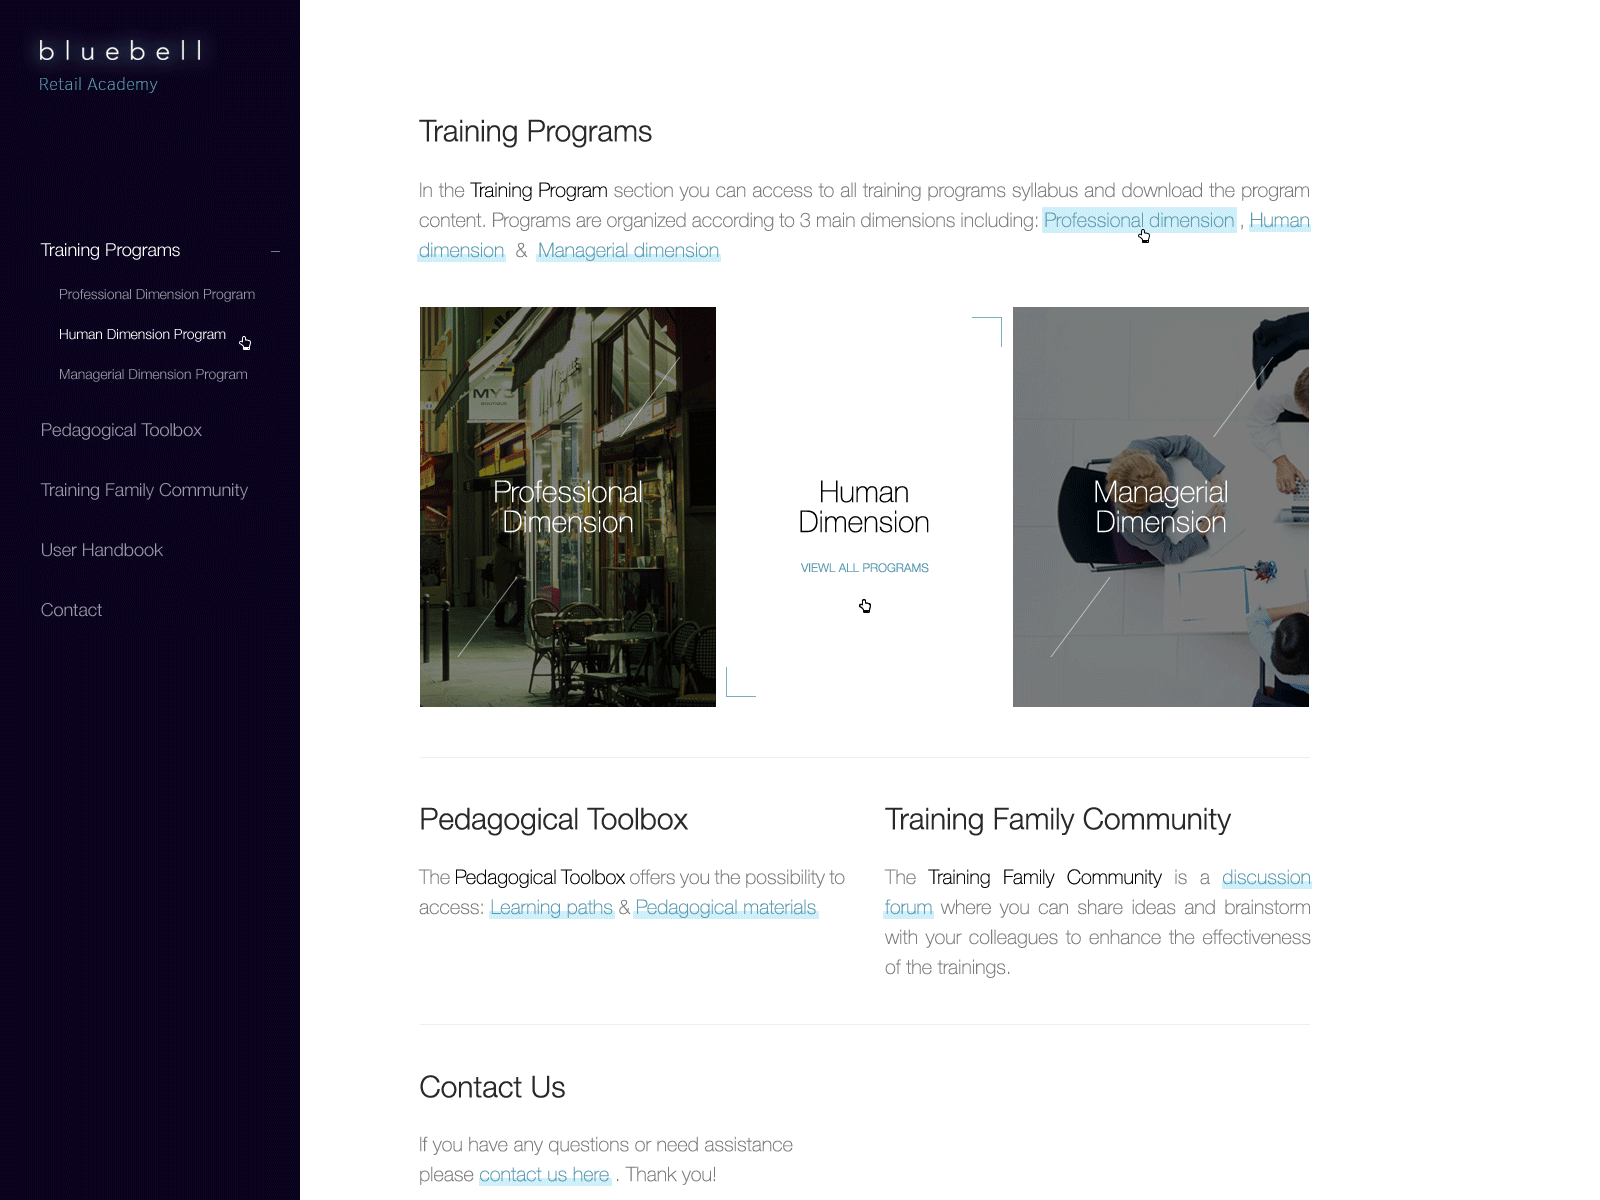 bluebell
Retail Academy
Training Programs
Professional Dimension Program
Human Dimension Program
Managerial Dimension Program
Pedagogical Toolbox
Training Family Community
User Handbook
Contact
Training Programs
In the Training Program section you can access to all training programs syllabus and download the program
content. Programs are organized according to 3 main dimensions including: Professional dimension , Human
dimension & Managerial dimension
Professional
Dimension
Human
Dimension
VIEWL ALL PROGRAMS
Managerial
Dimension
Pedagogical Toolbox
The Pedagogical Toolbox offers you the possibility to
access: Learning paths & Pedagogical materials
Training Family Community
The Training Family Community is a discussion
forum where you can share ideas and brainstorm
with your colleagues to enhance the effectiveness
of the trainings.
Contact Us
If you have any questions or need assistance
please contact us here . Thank you!